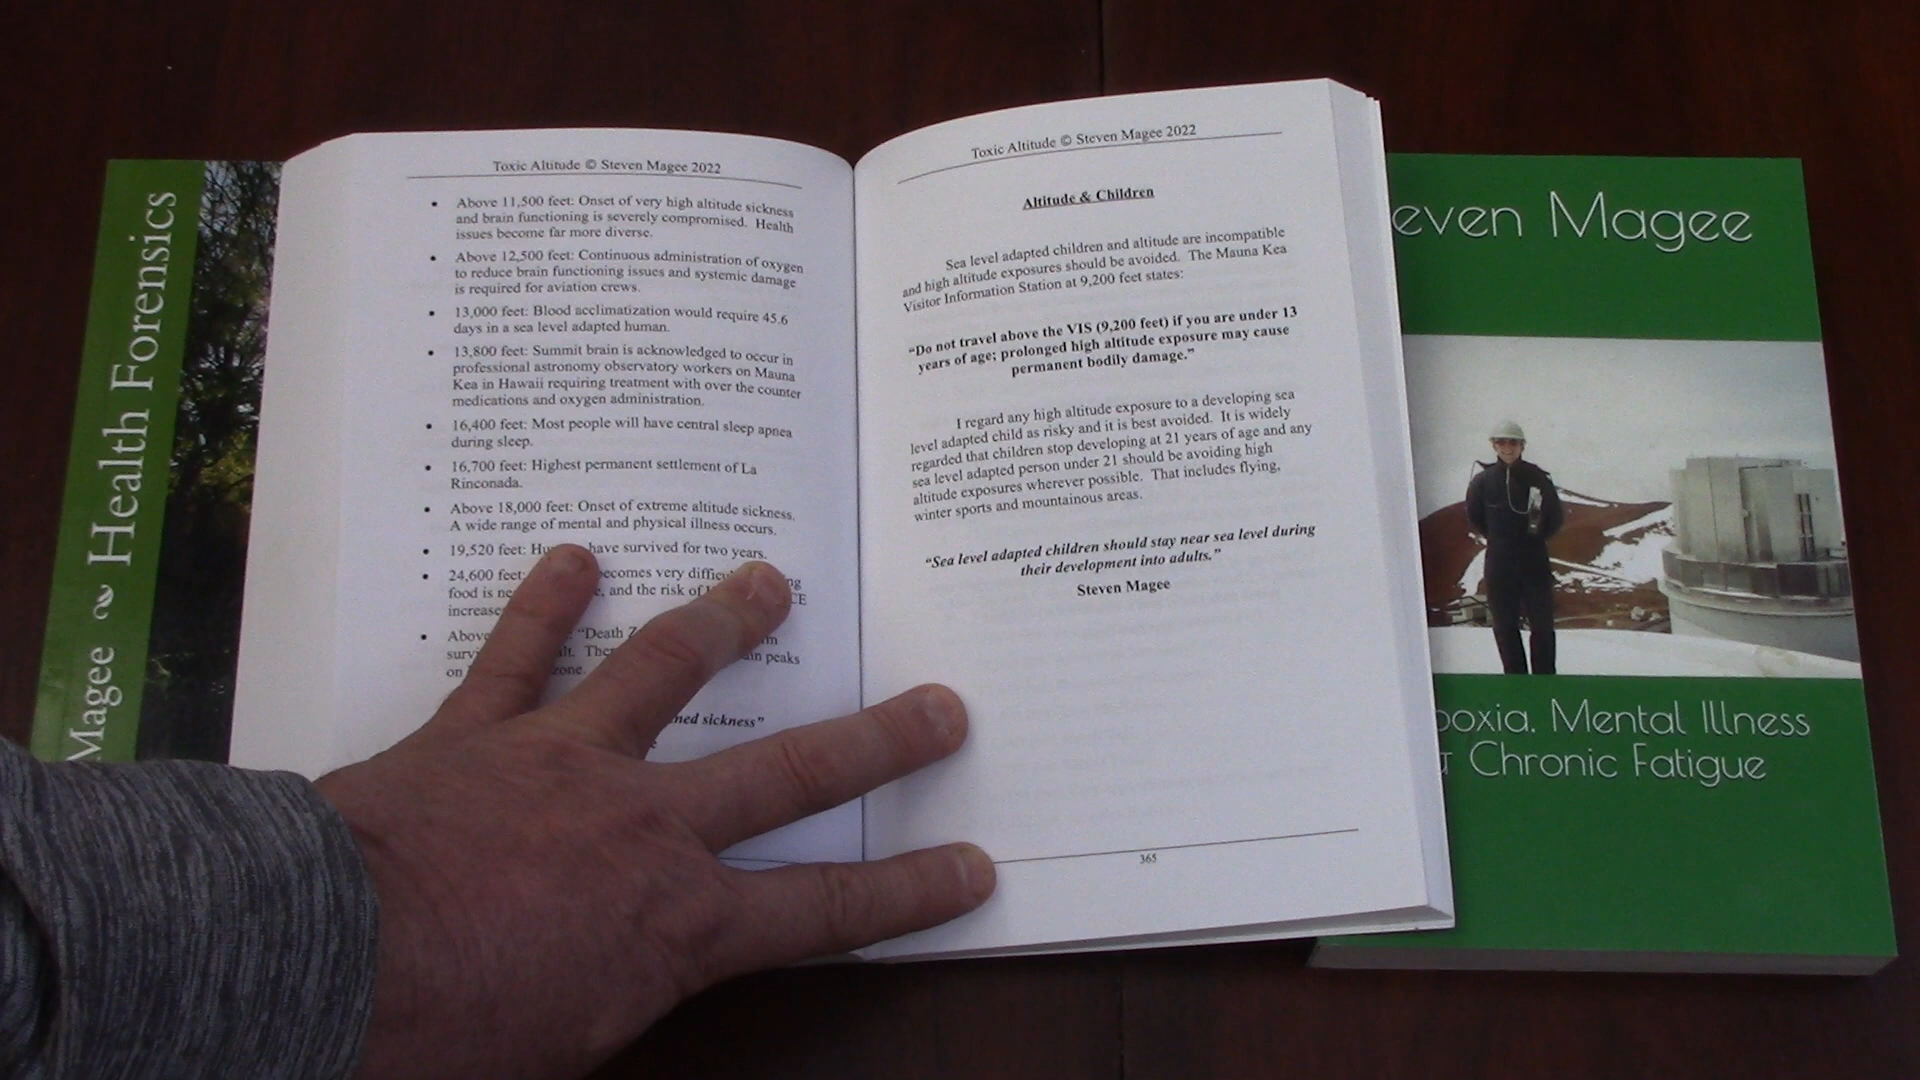 Magee ~ Health Forensics
Toxic Altitude © Steven Magee 2022
• Above 11,500 feet: Onset of very high altitude sickness
and brain functioning is severely compromised. Health
issues become far more diverse.
• Above 12,500 feet: Continuous administration of oxygen
to reduce brain functioning issues and systemic damage
is required for aviation crews.
• 13,000 feet: Blood acclimatization would require 45.6
days in a sea level adapted human.
• 13,800 feet: Summit brain is acknowledged to occur in
professional astronomy observatory workers on Mauna
Kea in Hawaii requiring treatment with over the counter
medications and oxygen administration.
• 16,400 feet: Most people will have central sleep apnea
during sleep.
• 16,700 feet: Highest permanent settlement of La
Rinconada.
• Above 18,000 feet: Onset of extreme altitude sickness.
A wide range of mental and physical illness occurs.
• 19,520 feet: have survived for two years.
• 24,600 feet: becomes very
food is and the risk of
• Above "Death
peaks
on zone.
sickness"
Toxic Altitude © Steven Magee 2022
Altitude & Children
Sea level adapted children and altitude are incompatible
and high altitude exposures should be avoided. The Mauna Kea
Visitor Information Station at 9,200 feet states:
"Do not travel above the VIS (9,200 feet) if you are under 13
years of age; prolonged high altitude exposure may cause
permanent bodily damage."
I regard any high altitude exposure to a developing sea
level adapted child as risky and it is best avoided. It is widely
regarded that children stop developing at 21 years of age and any
sea level adapted person under 21 should be avoiding high
altitude exposures wherever possible. That includes flying,
winter sports and mountainous areas.
"Sea level adapted children should stay near sea level during
their development into adults."
Steven Magee
365
even Magee
poxia, Mental Illness
Chronic Fatigue